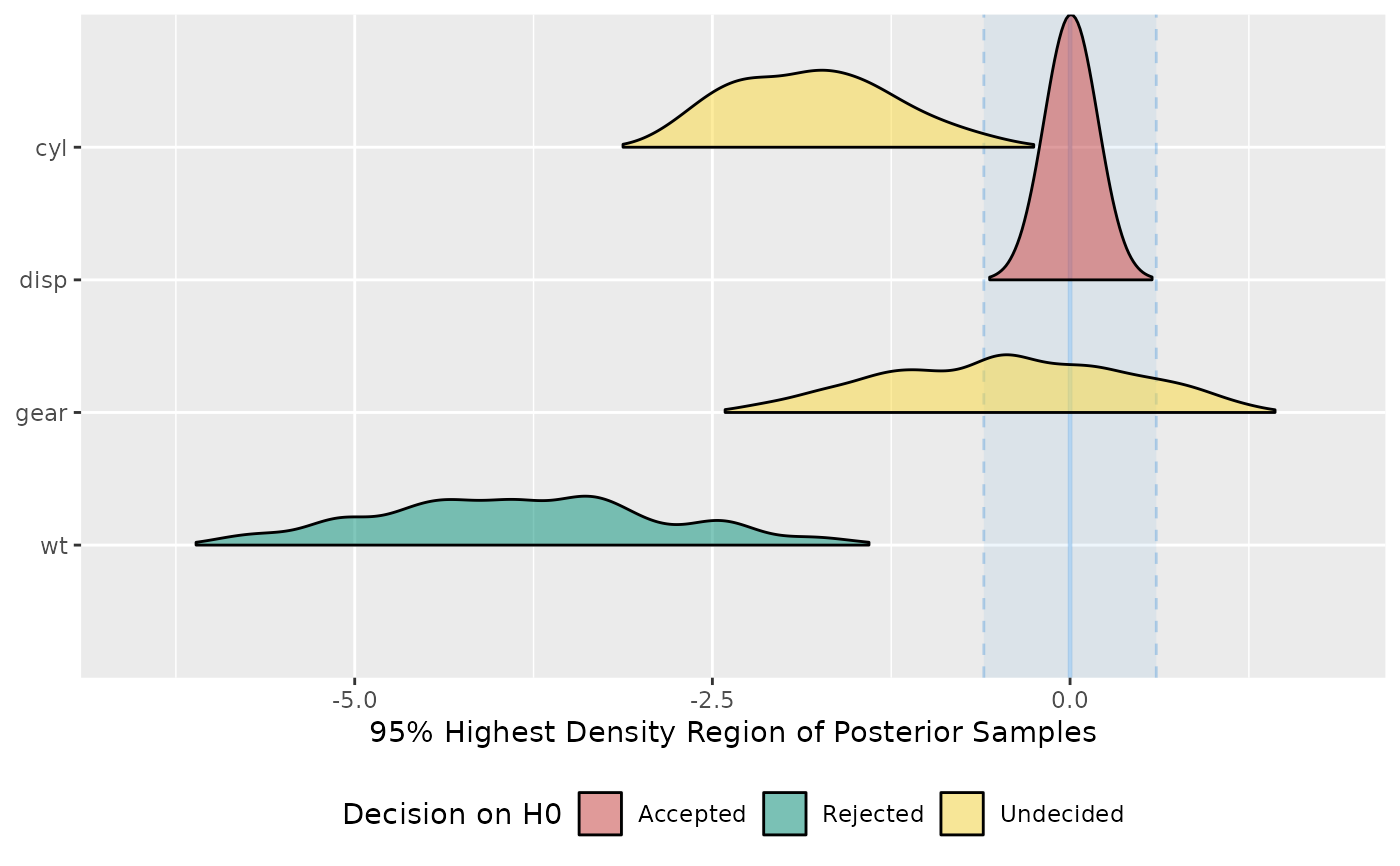 cyl
disp
gear
wt
-5.0 -2.5 0.0
95% Highest Density Region of Posterior Samples
Decision on H0 Accepted Rejected Undecided